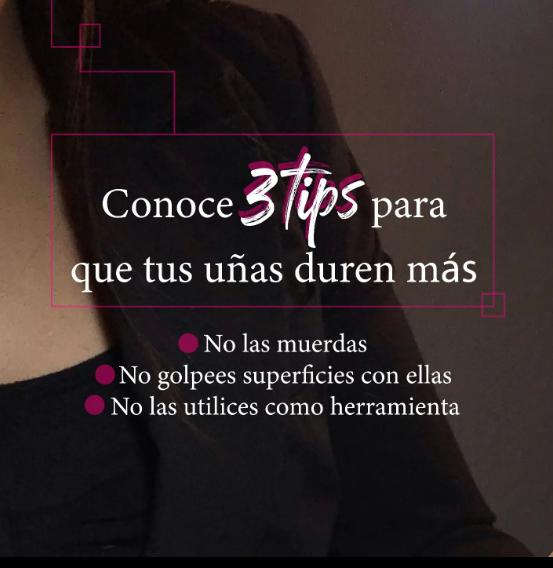 Conoce 3 tips para
que tus uñas duren más
No las muerdas
No golpees superficies con ellas
No las utilices como herramienta